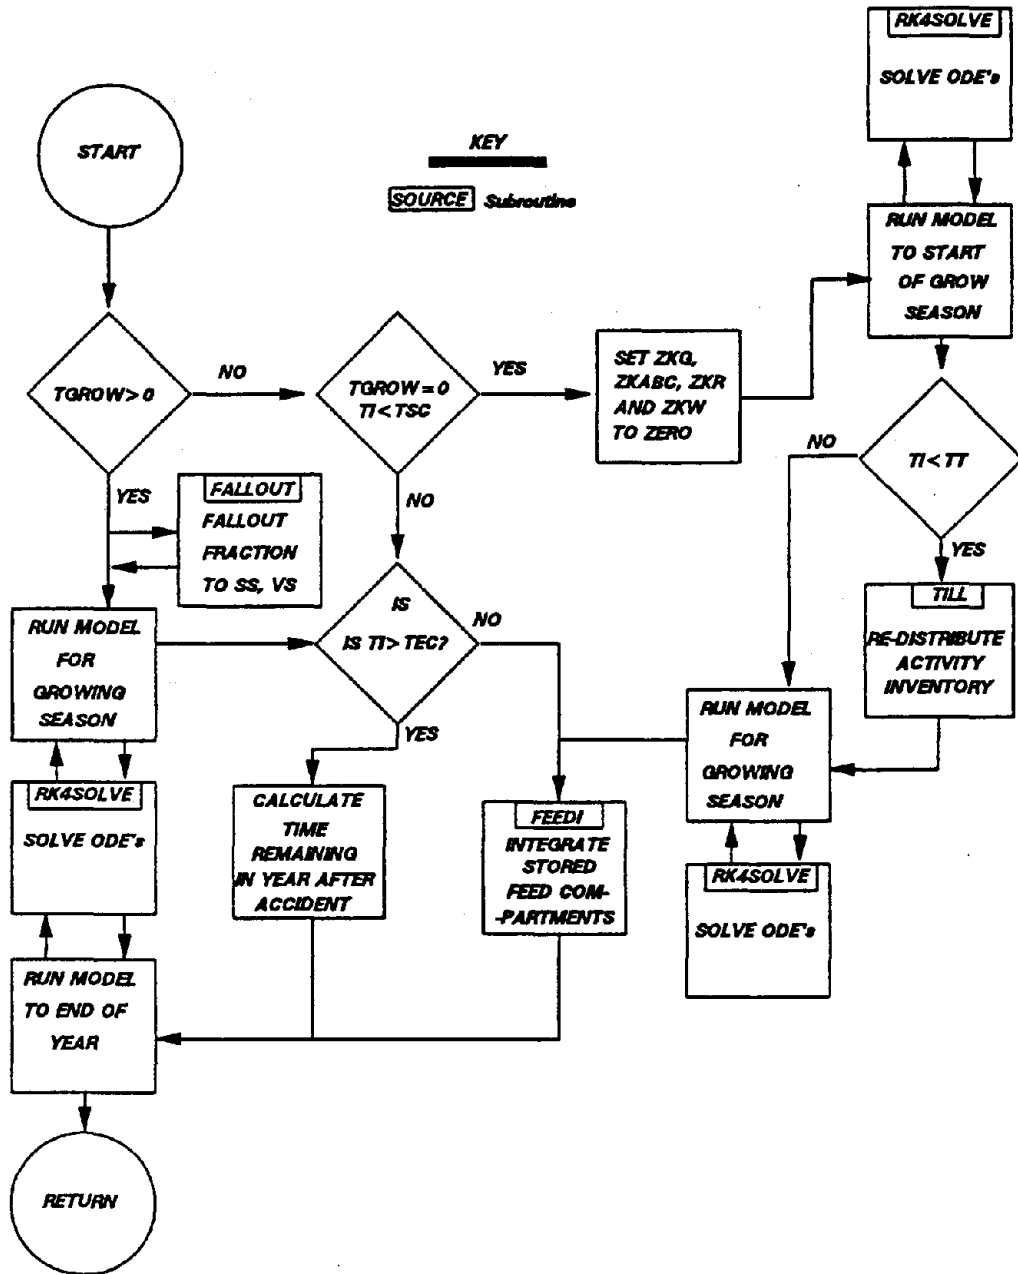 RK4SOLVE
SOLVE ODE's
START
KEY
SOURCE Subroutine
RUN MODEL
TO START
OF GROW
SEASON
TGROW > 0
NO
TGROW = 0
TI < TSC
YES
SET ZKG,
ZKABC, ZKR
AND ZKW
TO ZERO
NO
TI < TT
YES
FALLOUT
FALLOUT
FRACTION
TO SS, VS
NO
YES
TILL
RE-DISTRIBUTE
ACTIVITY
INVENTORY
RUN MODEL
FOR
GROWING
SEASON
IS
IS TI > TEC?
NO
YES
RUN MODEL
FOR
GROWING
SEASON
RK4SOLVE
SOLVE ODE's
CALCULATE
TIME
REMAINING
IN YEAR AFTER
ACCIDENT
FEEDI
INTEGRATE
STORED
FEED COM-
-PARTMENTS
RK4SOLVE
SOLVE ODE's
RUN MODEL
TO END OF
YEAR
RETURN